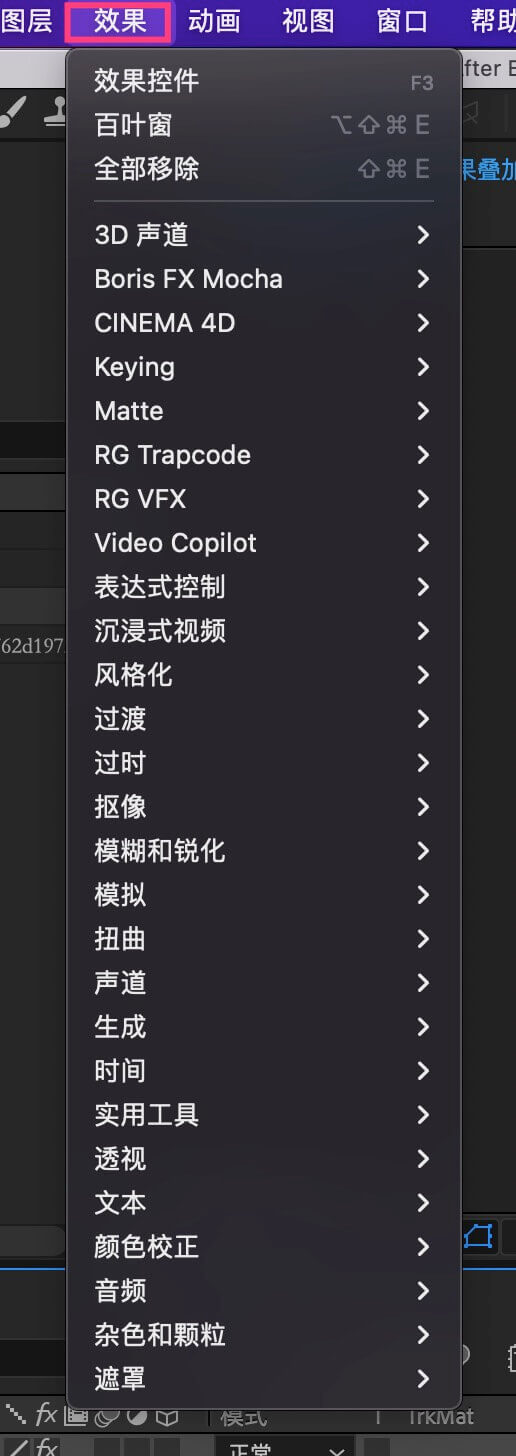 图层 效果 动画 视图 窗口 帮助
效果控件 F3
百叶窗 ⌥⇧⌘E
全部移除 ⇧⌘E
3D 声道
Boris FX Mocha
CINEMA 4D
Keying
Matte
RG Trapcode
RG VFX
Video Copilot
表达式控制
沉浸式视频
62d197
风格化
过渡
过时
抠像
模糊和锐化
模拟
扭曲
声道
生成
时间
实用工具
透视
文本
颜色校正
音频
杂色和颗粒
遮罩
fx 模式 T TrkMat
fx 正常